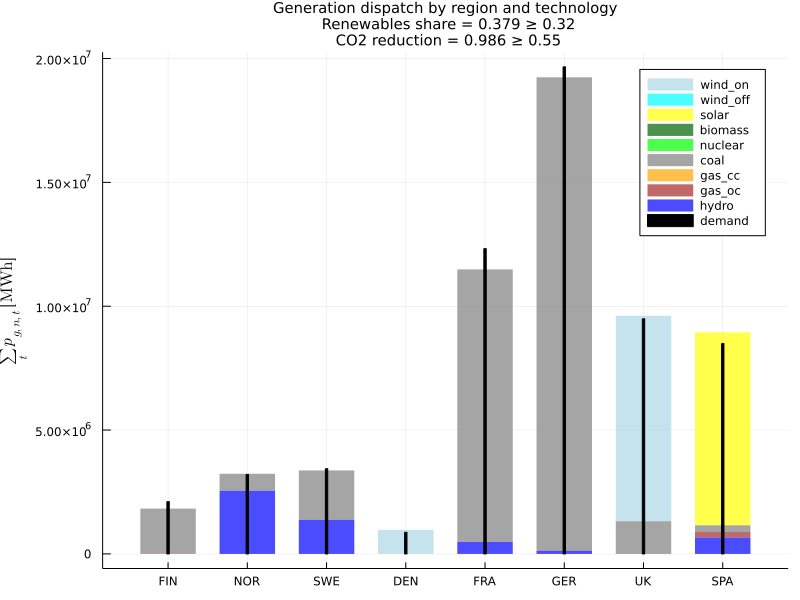 Generation dispatch by region and technology
Renewables share = 0.379 ≥ 0.32
CO2 reduction = 0.986 ≥ 0.55
2.00×10⁷
1.50×10⁷
1.00×10⁷
5.00×10⁶
0
∑ₜ p_g,n,t [MWh]
wind_on
wind_off
solar
biomass
nuclear
coal
gas_cc
gas_oc
hydro
demand
FIN NOR SWE DEN FRA GER UK SPA